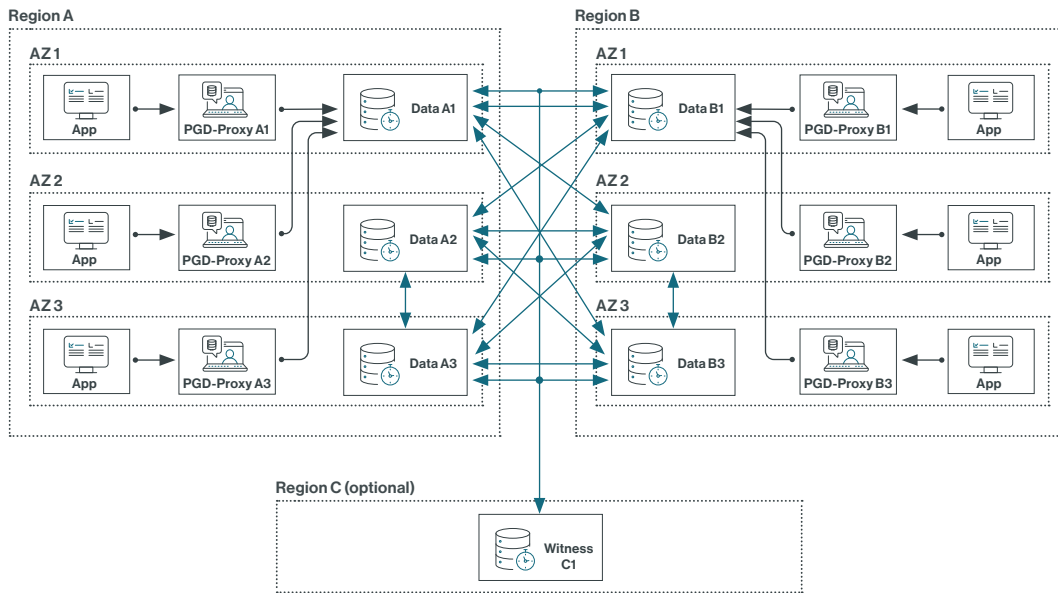 Region A
AZ 1
App
PGD-Proxy A1
Data A1
AZ 2
App
PGD-Proxy A2
Data A2
AZ 3
App
PGD-Proxy A3
Data A3
Region B
AZ 1
Data B1
PGD-Proxy B1
App
AZ 2
Data B2
PGD-Proxy B2
App
AZ 3
Data B3
PGD-Proxy B3
App
Region C (optional)
Witness
C1